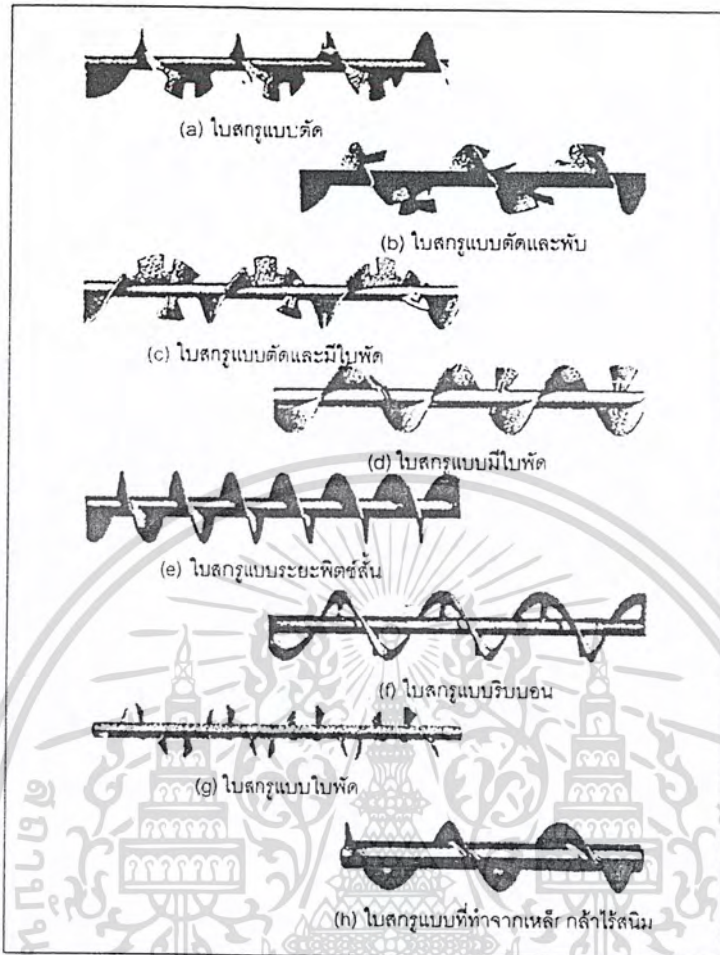 (a) ใบสกรูแบบตัด
(b) ใบสกรูแบบตัดและพับ
(c) ใบสกรูแบบตัดและมีใบพัด
(d) ใบสกรูแบบมีใบพัด
(e) ใบสกรูแบบระยะพิตช์สั้น
(f) ใบสกรูแบบริบบอน
(g) ใบสกรูแบบใบพัด
(h) ใบสกรูแบบที่ทำจากเหล็กกล้าไร้สนิม